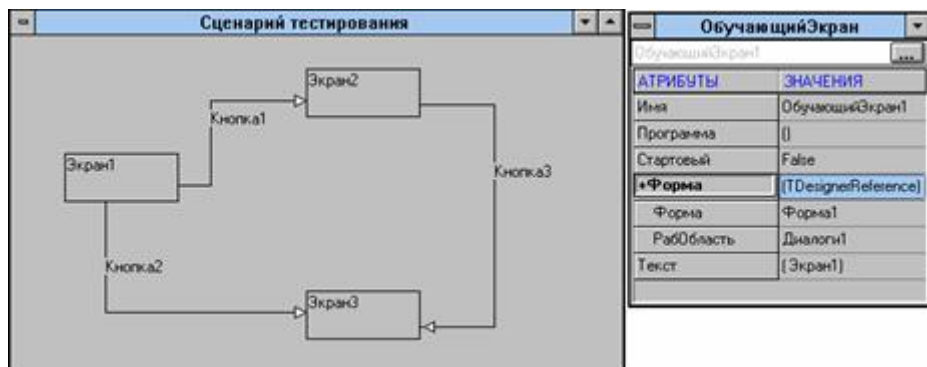 Сценарий тестирования
Экран2
Кнопка1
Экран1
Кнопка3
Кнопка2
Экран3
ОбучающийЭкран
ОбучающийЭкран1
...
АТРИБУТЫ ЗНАЧЕНИЯ
Имя ОбучающийЭкран1
Программа ()
Стартовый False
+Форма (TDesignerReference)
Форма Форма1
РабОбласть Диалоги1
Текст (Экран1)